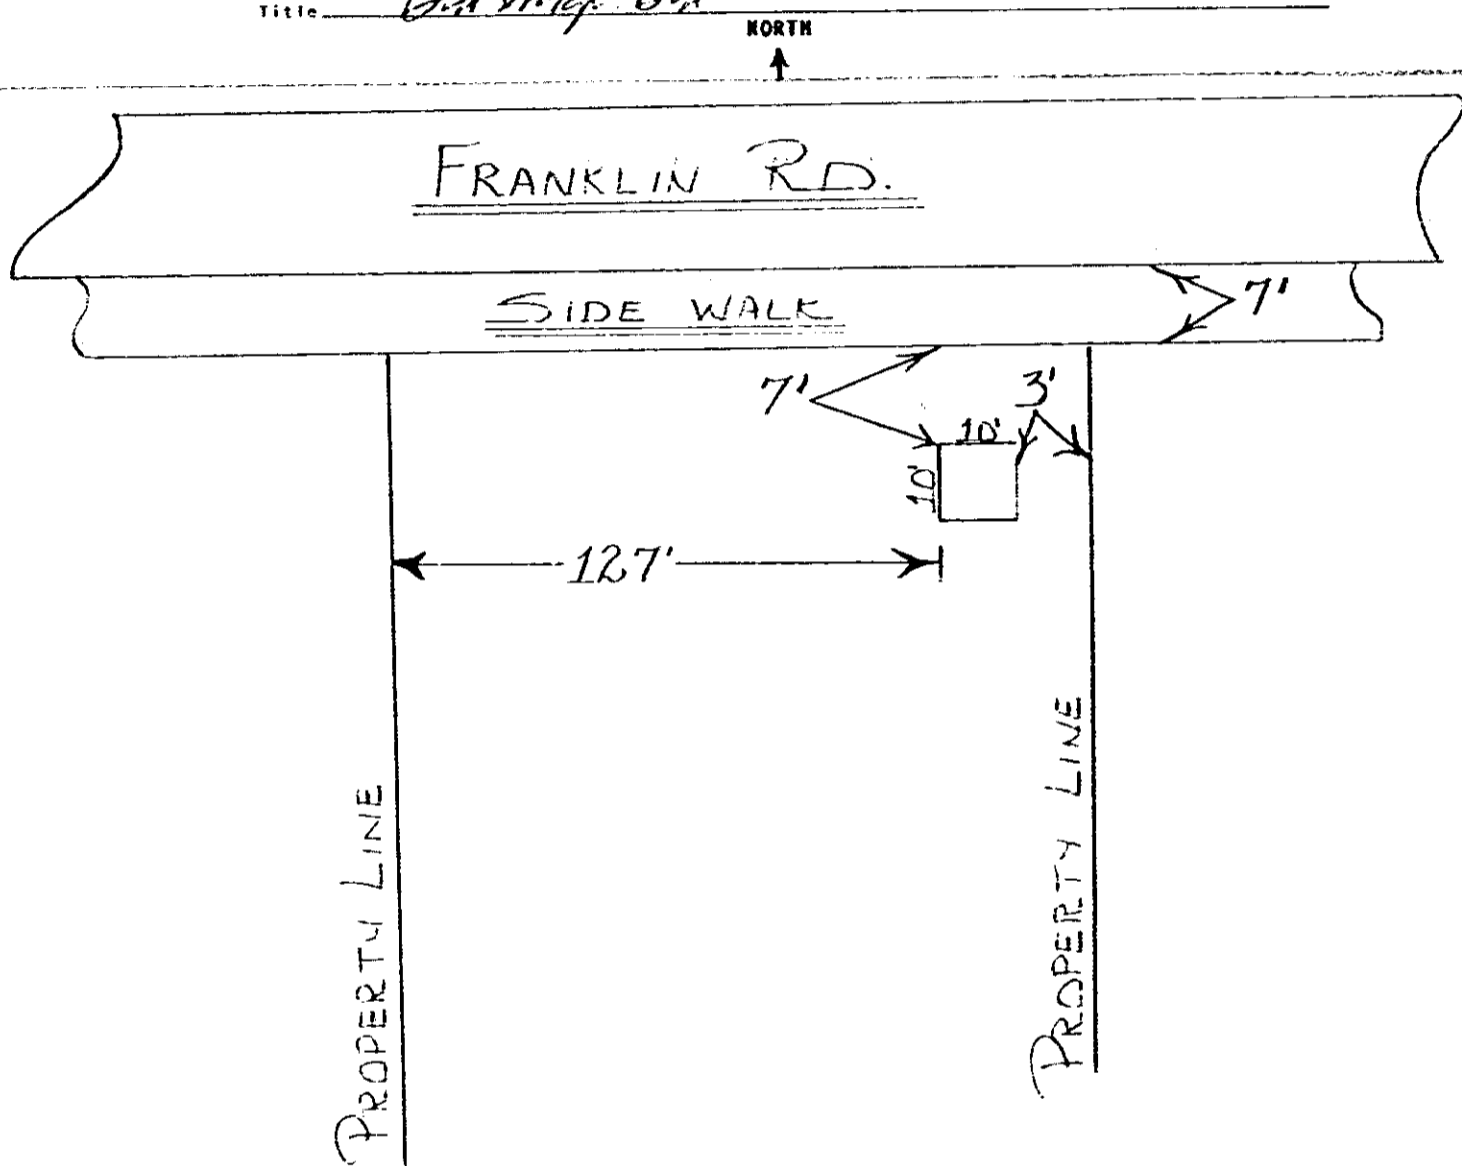 Title
NORTH
FRANKLIN RD.
SIDE WALK
7'
7'
3'
10'
10'
127'
PROPERTY LINE
PROPERTY LINE